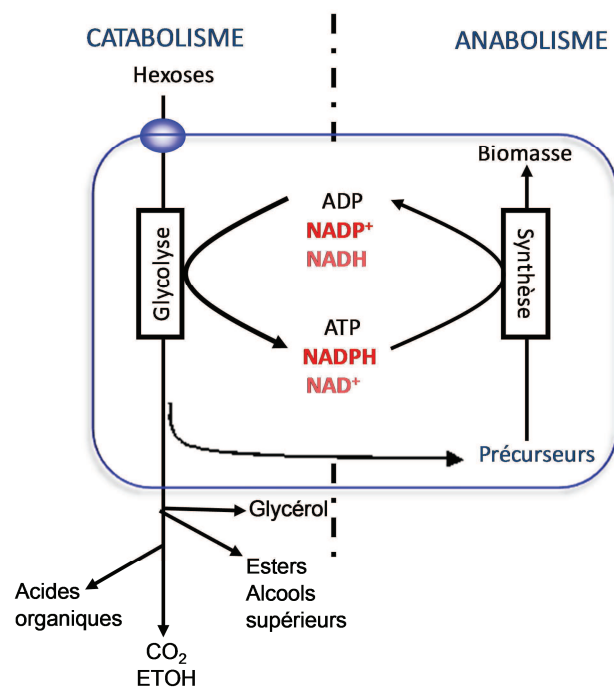 CATABOLISME
ANABOLISME
Hexoses
Biomasse
Glycolyse
ADP
NADP⁺
NADH
Synthèse
ATP
NADPH
NAD⁺
Précurseurs
Glycérol
Esters
Alcools
supérieurs
Acides
organiques
CO₂
ETOH